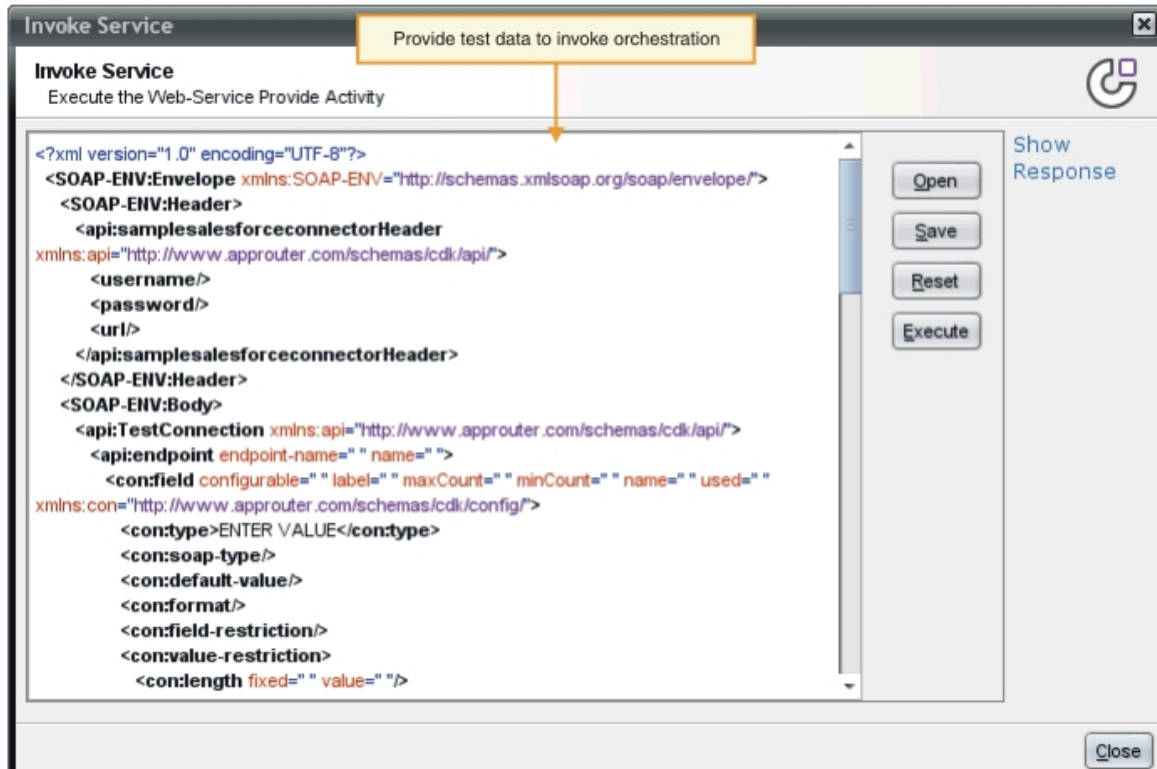 Invoke Service
Provide test data to invoke orchestration
Invoke Service
Execute the Web-Service Provide Activity
<?xml version="1.0" encoding="UTF-8"?>
<SOAP-ENV:Envelope xmlns:SOAP-ENV="http://schemas.xmlsoap.org/soap/envelope/">
<SOAP-ENV:Header>
<api:samplesalesforceconnectorHeader
xmlns:api="http://www.approuter.com/schemas/cdk/api/">
<username/>
<password/>
<url/>
</api:samplesalesforceconnectorHeader>
</SOAP-ENV:Header>
<SOAP-ENV:Body>
<api:TestConnection xmlns:api="http://www.approuter.com/schemas/cdk/api/">
<api:endpoint endpoint-name=" " name=" ">
<con:field configurable=" " label=" " maxCount=" " minCount=" " name=" " used=" "
xmlns:con="http://www.approuter.com/schemas/cdk/config/">
<con:type>ENTER VALUE</con:type>
<con:soap-type/>
<con:default-value/>
<con:format/>
<con:field-restriction/>
<con:value-restriction>
<con:length fixed=" " value=" "/>
Open
Save
Reset
Execute
Show
Response
Close